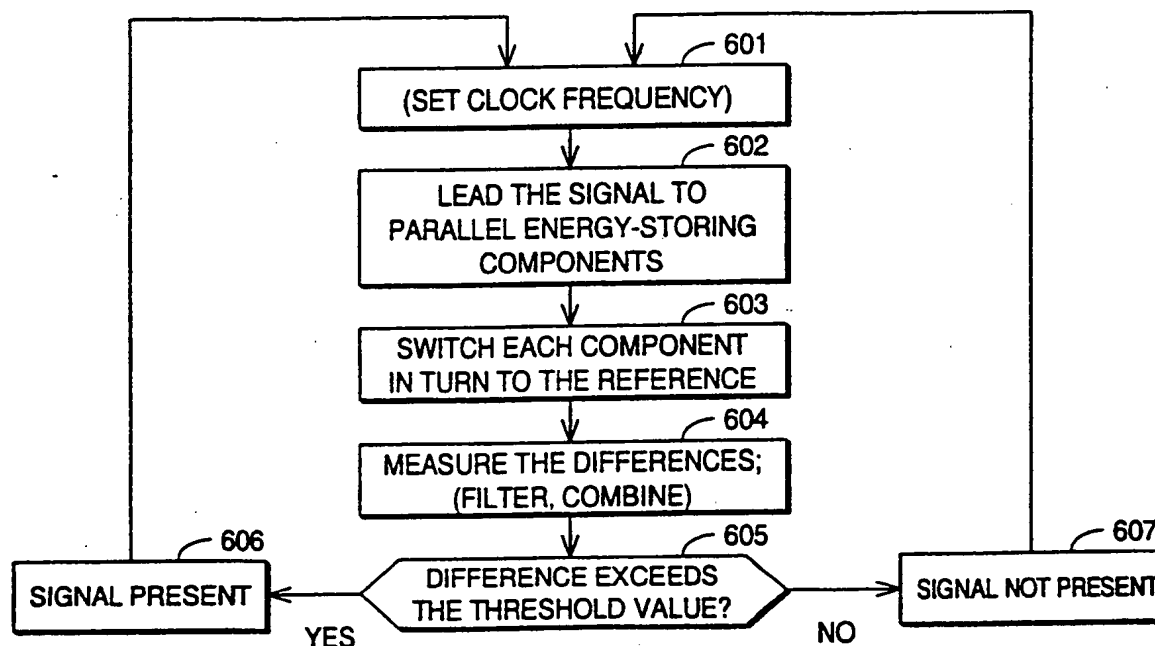 601
(SET CLOCK FREQUENCY)
602
LEAD THE SIGNAL TO
PARALLEL ENERGY-STORING
COMPONENTS
603
SWITCH EACH COMPONENT
IN TURN TO THE REFERENCE
604
MEASURE THE DIFFERENCES;
(FILTER, COMBINE)
605
DIFFERENCE EXCEEDS
THE THRESHOLD VALUE?
606
SIGNAL PRESENT
YES
607
SIGNAL NOT PRESENT
NO